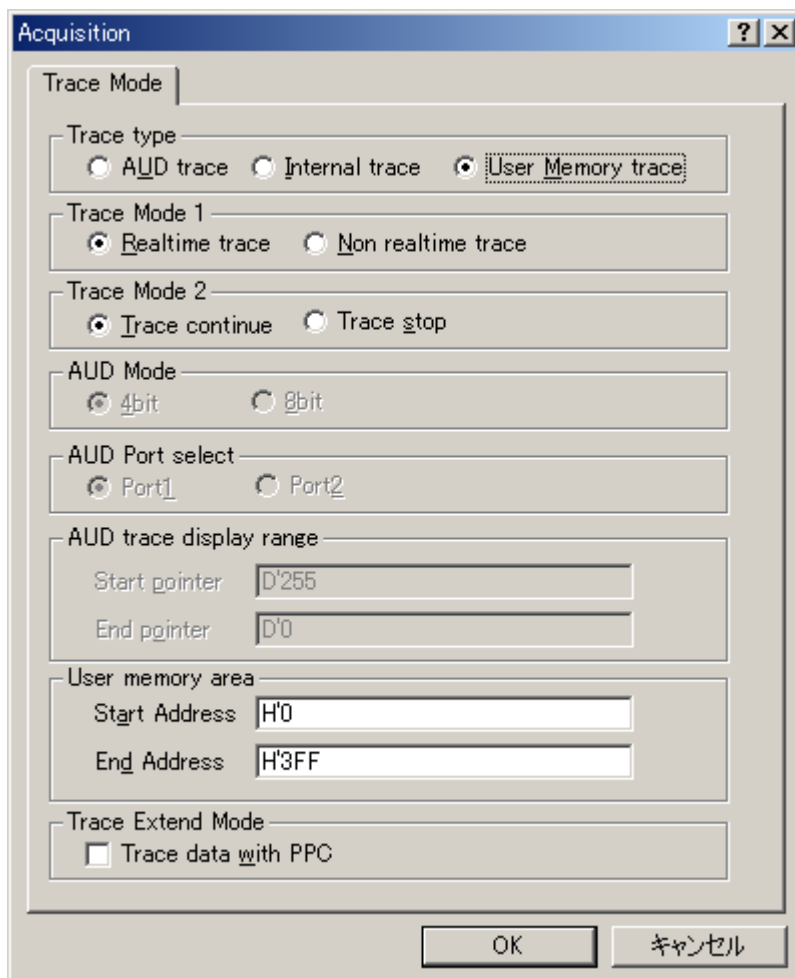 Acquisition
Trace Mode
Trace type
AUD trace Internal trace User Memory trace
Trace Mode 1
Realtime trace Non realtime trace
Trace Mode 2
Trace continue Trace stop
AUD Mode
4bit 8bit
AUD Port select
Port1 Port2
AUD trace display range
Start pointer D'255
End pointer D'0
User memory area
Start Address H'0
End Address H'3FF
Trace Extend Mode
Trace data with PPC
OK キャンセル